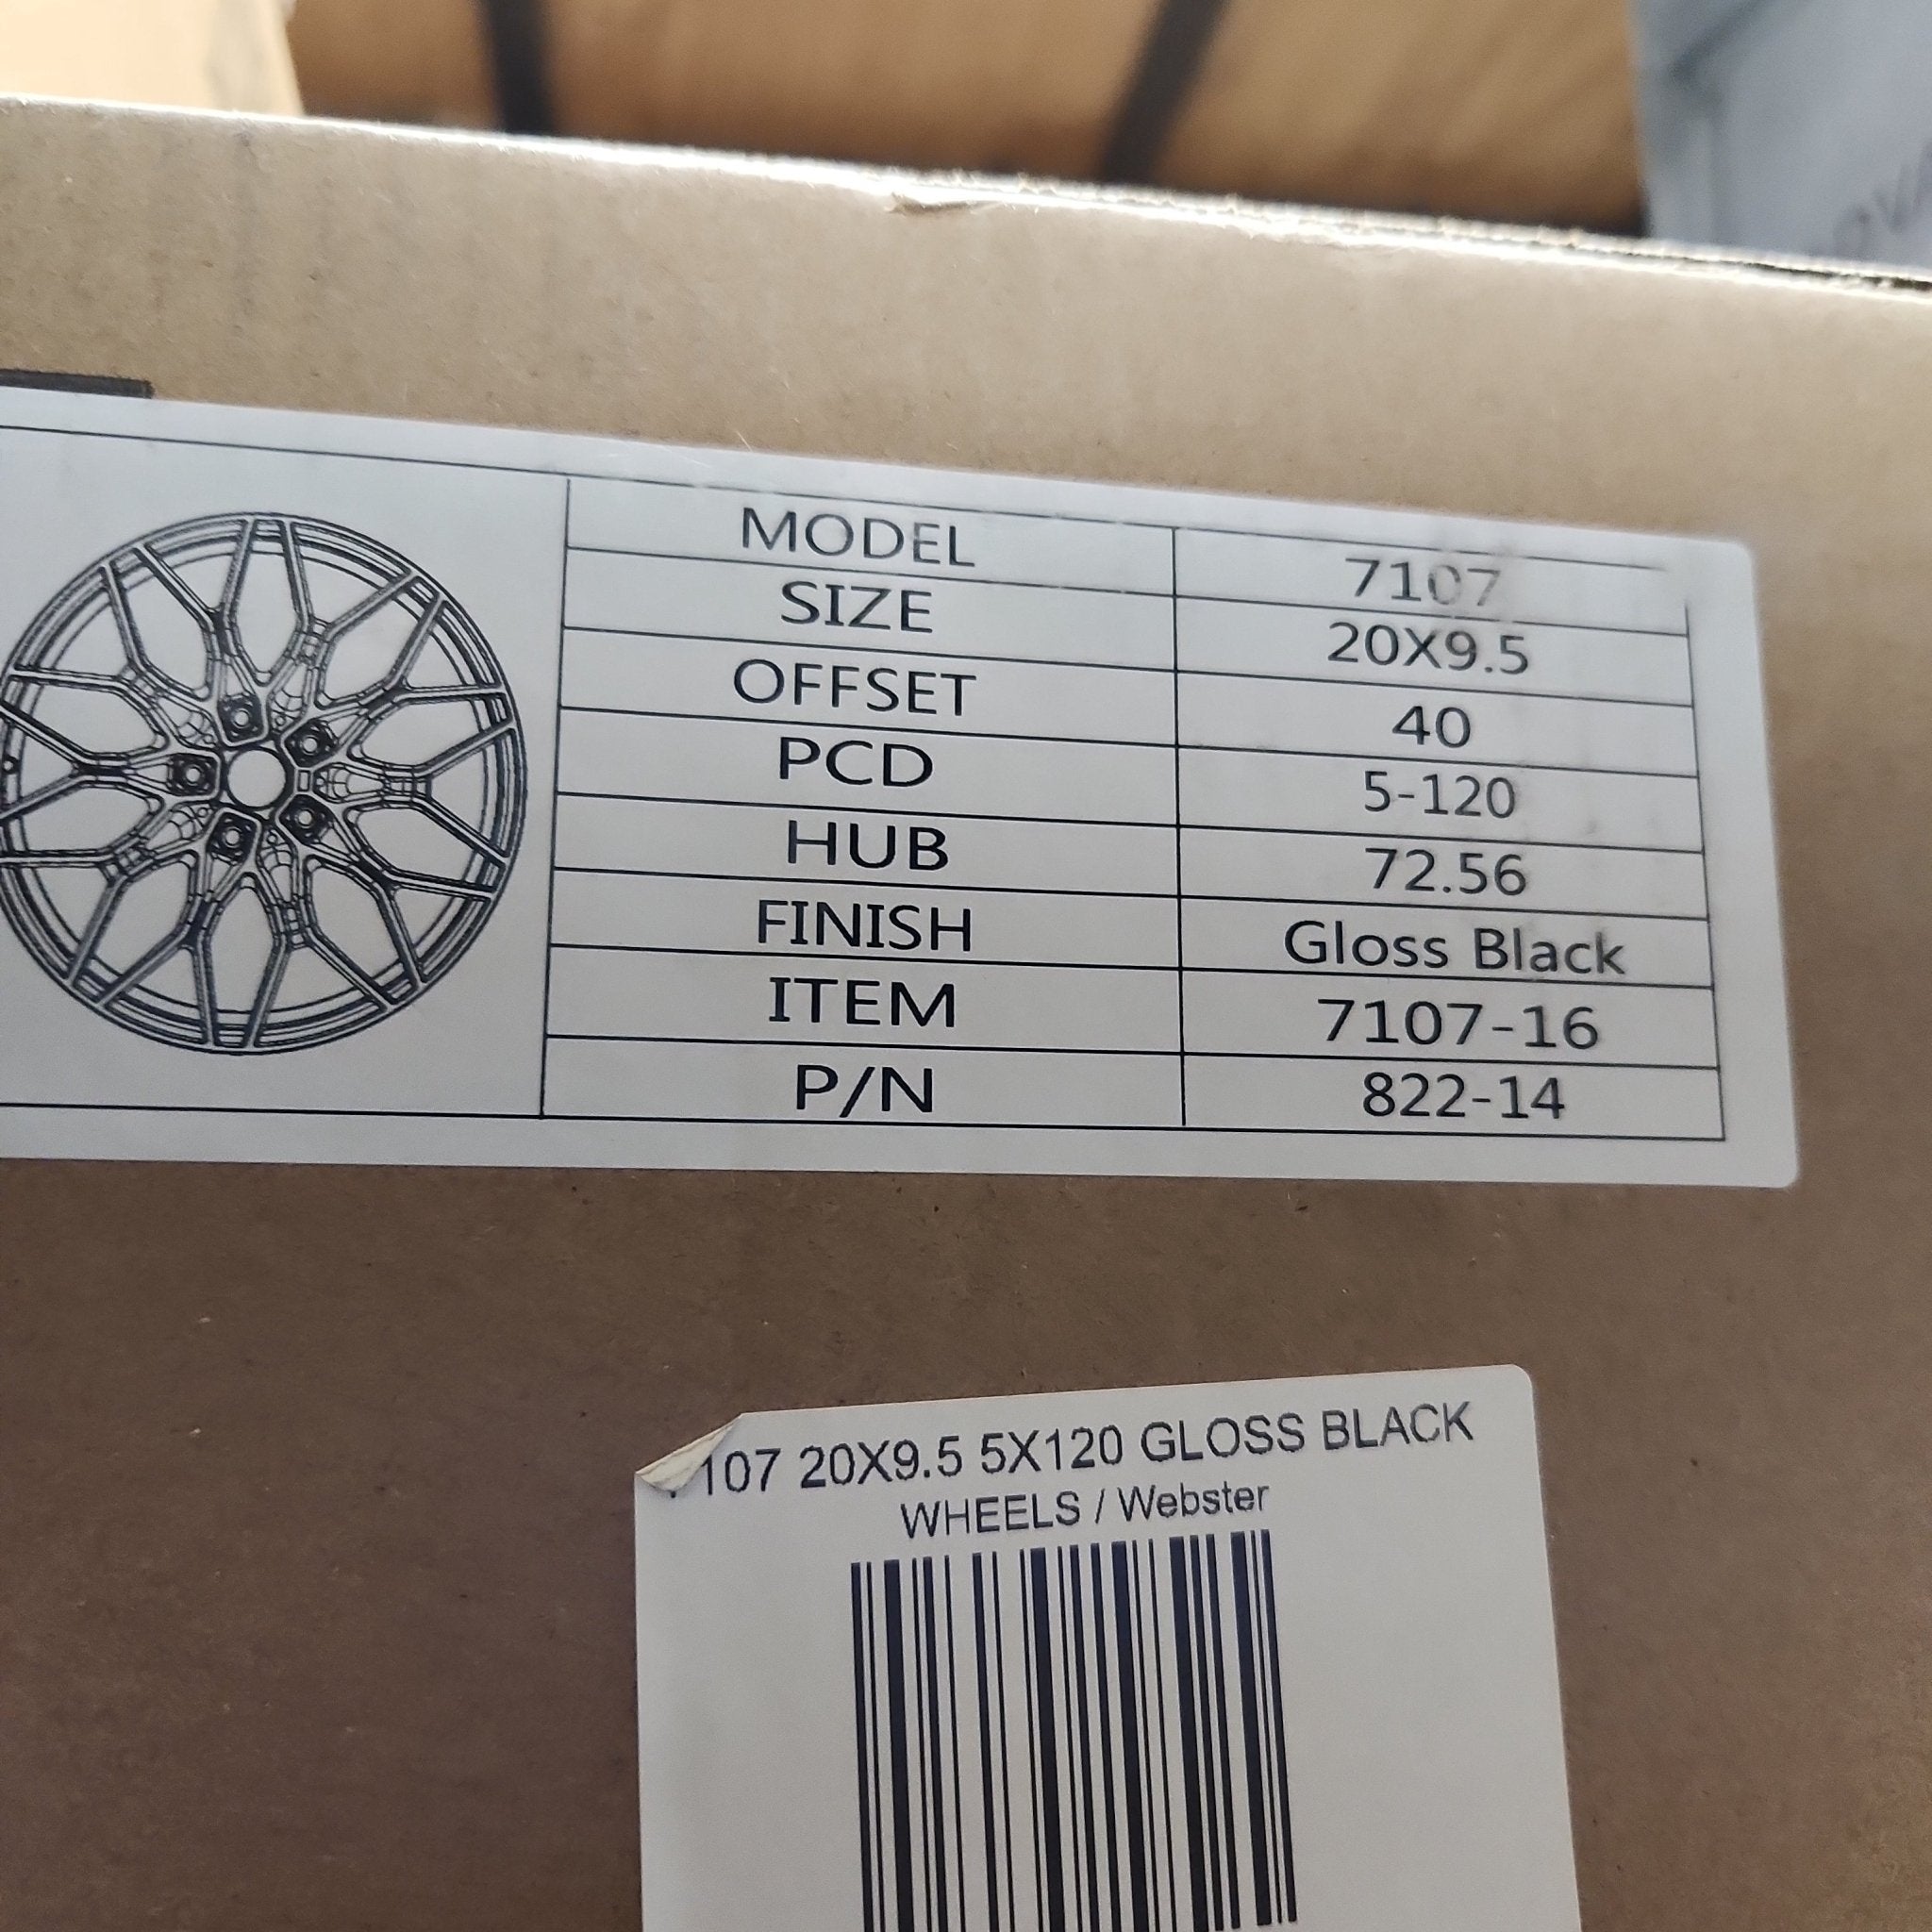 MODEL 7107
SIZE 20X9.5
OFFSET 40
PCD 5-120
HUB 72.56
FINISH Gloss Black
ITEM 7107-16
P/N 822-14
107 20X9.5 5X120 GLOSS BLACK
WHEELS / Webster